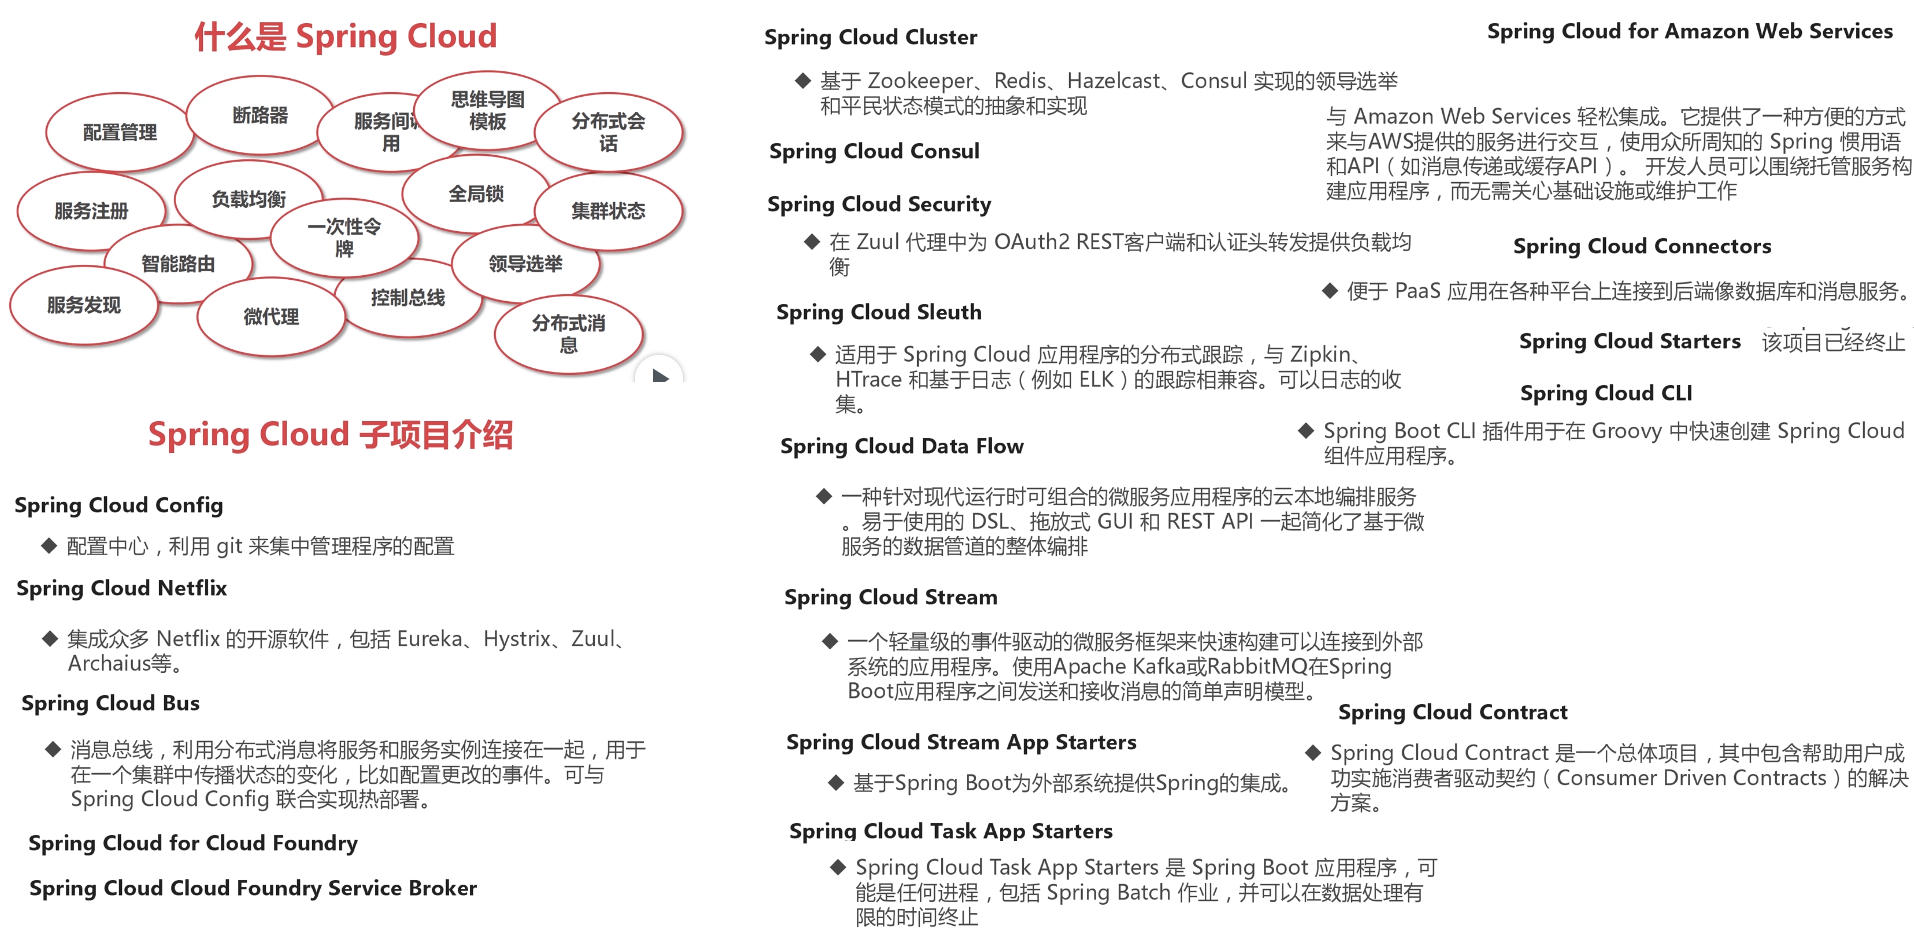 什么是 Spring Cloud
配置管理
断路器
服务间
用
思维导图
模板
分布式会
话
服务注册
负载均衡
全局锁
集群状态
一次性令
牌
智能路由
领导选举
服务发现
微代理
控制总线
分布式消
息
Spring Cloud 子项目介绍
Spring Cloud Config
◆ 配置中心，利用 git 来集中管理程序的配置
Spring Cloud Netflix
◆ 集成众多 Netflix 的开源软件，包括 Eureka、Hystrix、Zuul、
Archaius等。
Spring Cloud Bus
◆ 消息总线，利用分布式消息将服务和服务实例连接在一起，用于
在一个集群中传播状态的变化，比如配置更改的事件。可与
Spring Cloud Config 联合实现热部署。
Spring Cloud for Cloud Foundry
Spring Cloud Cloud Foundry Service Broker
Spring Cloud Cluster
◆ 基于 Zookeeper、Redis、Hazelcast、Consul 实现的领导选举
和平民状态模式的抽象和实现
Spring Cloud Consul
Spring Cloud Security
◆ 在 Zuul 代理中为 OAuth2 REST客户端和认证头转发提供负载均
衡
Spring Cloud Sleuth
◆ 适用于 Spring Cloud 应用程序的分布式跟踪，与 Zipkin、
HTrace 和基于日志（例如 ELK）的跟踪相兼容。可以日志的收
集。
Spring Cloud Data Flow
◆ 一种针对现代运行时可组合的微服务应用程序的云本地编排服务
。易于使用的 DSL、拖放式 GUI 和 REST API 一起简化了基于微
服务的数据管道的整体编排
Spring Cloud Stream
◆ 一个轻量级的事件驱动的微服务框架来快速构建可以连接到外部
系统的应用程序。使用Apache Kafka或RabbitMQ在Spring
Boot应用程序之间发送和接收消息的简单声明模型。
Spring Cloud Stream App Starters
◆ 基于Spring Boot为外部系统提供Spring的集成。
Spring Cloud Task App Starters
◆ Spring Cloud Task App Starters 是 Spring Boot 应用程序，可
能是任何进程，包括 Spring Batch 作业，并可以在数据处理有
限的时间终止
Spring Cloud for Amazon Web Services
与 Amazon Web Services 轻松集成。它提供了一种方便的方式
来与AWS提供的服务进行交互，使用众所周知的 Spring 惯用语
和API（如消息传递或缓存API）。 开发人员可以围绕托管服务构
建应用程序，而无需关心基础设施或维护工作
Spring Cloud Connectors
◆ 便于 PaaS 应用在各种平台上连接到后端像数据库和消息服务。
Spring Cloud Starters 该项目已经终止
Spring Cloud CLI
◆ Spring Boot CLI 插件用于在 Groovy 中快速创建 Spring Cloud
组件应用程序。
Spring Cloud Contract
◆ Spring Cloud Contract 是一个总体项目，其中包含帮助用户成
功实施消费者驱动契约（Consumer Driven Contracts）的解决
方案。